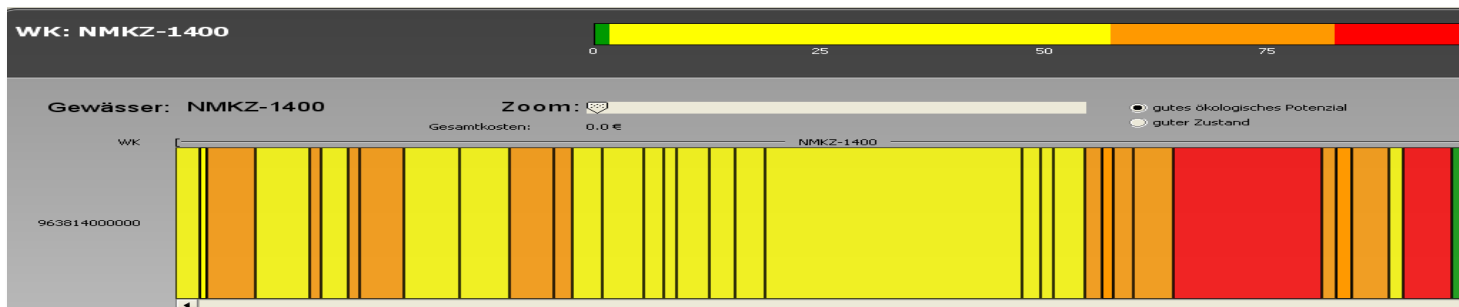 WK: NMKZ-1400
0 25 50 75
Gewässer: NMKZ-1400 Zoom:
gutes ökologisches Potenzial
Gesamtkosten: 0.0 €
guter Zustand
WK NMKZ-1400
963814000000